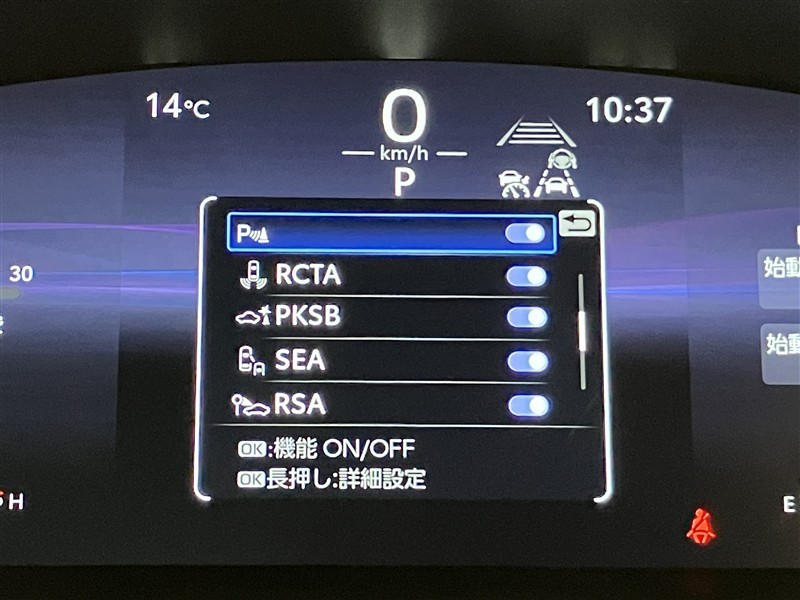 14°C
0
km/h
P
10:37
P
RCTA
PKSB
SEA
RSA
OK:機能 ON/OFF
OK長押し:詳細設定
30
始動
始動
H
E